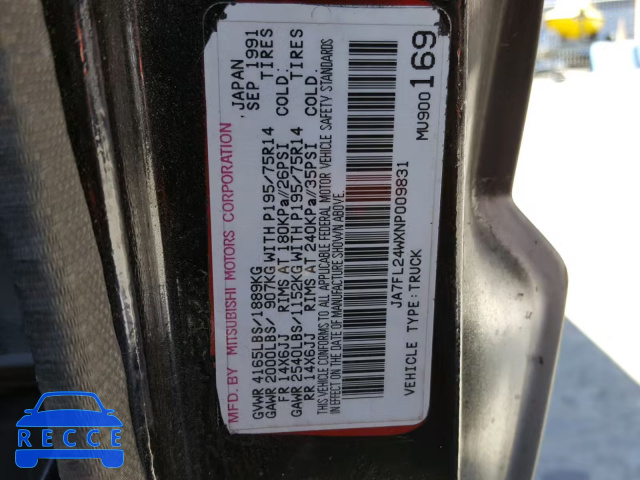 MFD. BY MITSUBISHI MOTORS CORPORATION, JAPAN
SEP 1991
GVWR 4165LBS/1889KG
GAWR 2000LBS/ 907KG WITH P195/75R14 TIRES
FR 14X6JJ RIMS AT 180KPa//26PSI COLD.
GAWR 2540LBS/1152KG WITH P195/75R14 TIRES
RR 14X6JJ RIMS AT 240KPa//35PSI COLD.
THIS VEHICLE CONFORMS TO ALL APPLICABLE FEDERAL MOTOR VEHICLE SAFETY STANDARDS
IN EFFECT ON THE DATE OF MANUFACTURE SHOWN ABOVE.
JA7FL24WXNP009831
VEHICLE TYPE:TRUCK
MU900169
RECCE